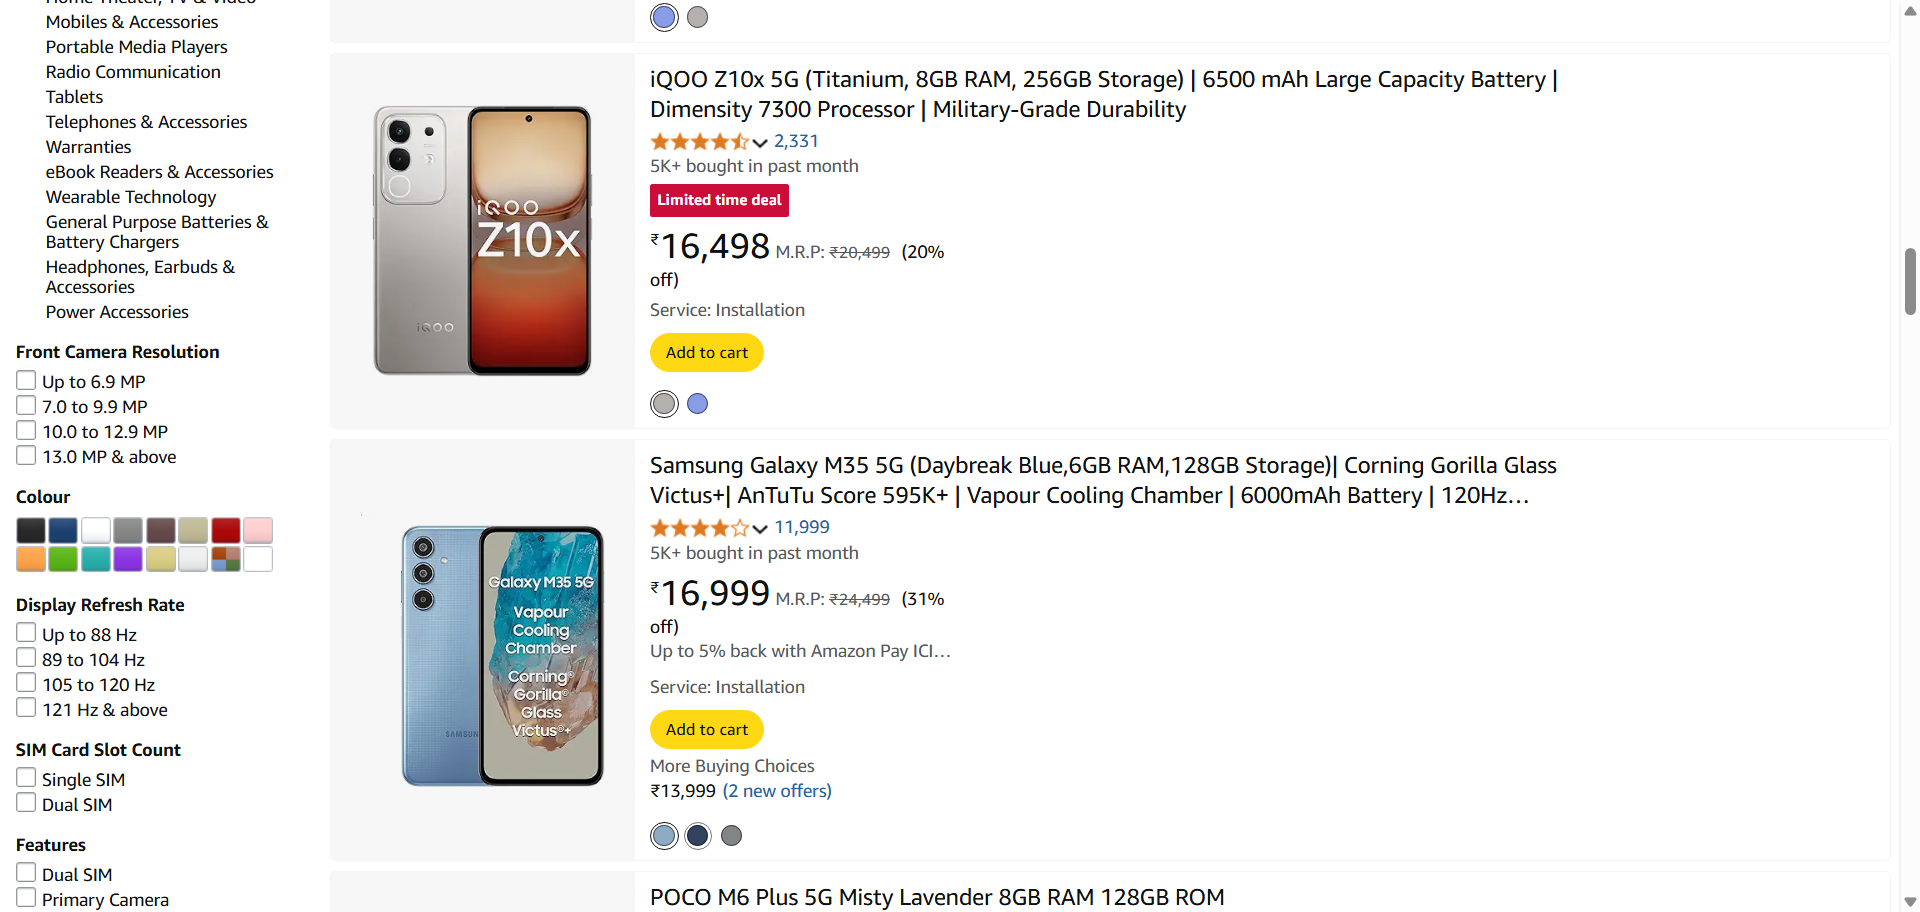 Mobiles & Accessories
Portable Media Players
Radio Communication
Tablets
Telephones & Accessories
Warranties
eBook Readers & Accessories
Wearable Technology
General Purpose Batteries &
Battery Chargers
Headphones, Earbuds &
Accessories
Power Accessories
Front Camera Resolution
Up to 6.9 MP
7.0 to 9.9 MP
10.0 to 12.9 MP
13.0 MP & above
Colour
Display Refresh Rate
Up to 88 Hz
89 to 104 Hz
105 to 120 Hz
121 Hz & above
SIM Card Slot Count
Single SIM
Dual SIM
Features
Dual SIM
Primary Camera
iQOO
Z10x
iQOO
iQOO Z10x 5G (Titanium, 8GB RAM, 256GB Storage) | 6500 mAh Large Capacity Battery |
Dimensity 7300 Processor | Military-Grade Durability
2,331
5K+ bought in past month
Limited time deal
₹16,498 M.R.P: ₹20,499 (20%
off)
Service: Installation
Add to cart
Galaxy M35 5G
Vapour
Cooling
Chamber
Corning®
Gorilla®
Glass
Victus®+
SAMSUN
Samsung Galaxy M35 5G (Daybreak Blue,6GB RAM,128GB Storage)| Corning Gorilla Glass
Victus+| AnTuTu Score 595K+ | Vapour Cooling Chamber | 6000mAh Battery | 120Hz...
11,999
5K+ bought in past month
₹16,999 M.R.P: ₹24,499 (31%
off)
Up to 5% back with Amazon Pay ICI...
Service: Installation
Add to cart
More Buying Choices
₹13,999 (2 new offers)
POCO M6 Plus 5G Misty Lavender 8GB RAM 128GB ROM